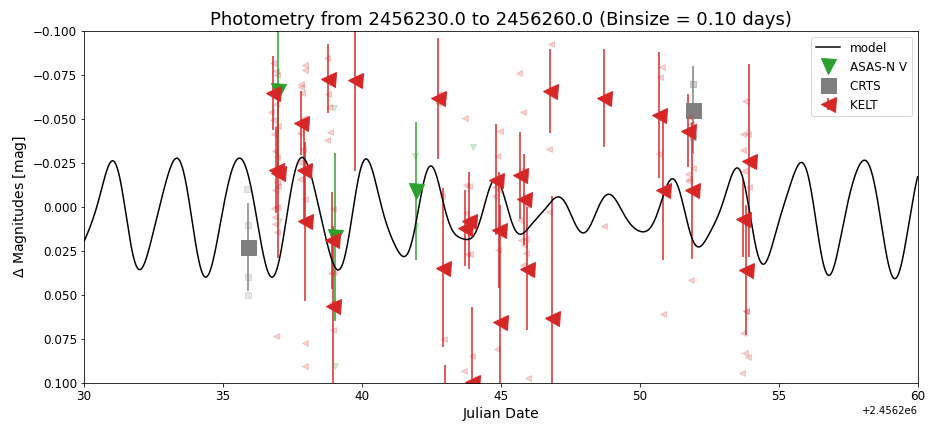 Photometry from 2456230.0 to 2456260.0 (Binsize = 0.10 days)
−0.100
−0.075
−0.050
−0.025
0.000
0.025
0.050
0.075
0.100
Δ Magnitudes [mag]
model
ASAS-N V
CRTS
KELT
30 35 40 45 50 55 60
+2.4562e6
Julian Date